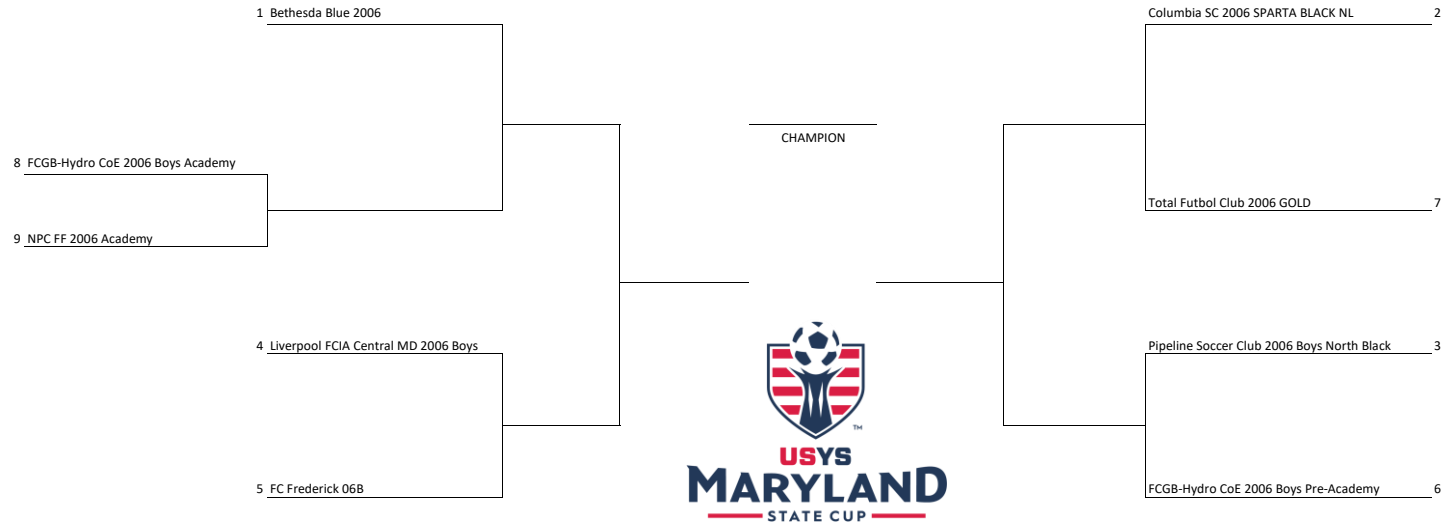 1 Bethesda Blue 2006
Columbia SC 2006 SPARTA BLACK NL 2
CHAMPION
8 FCGB-Hydro CoE 2006 Boys Academy
Total Futbol Club 2006 GOLD 7
9 NPC FF 2006 Academy
4 Liverpool FCIA Central MD 2006 Boys
Pipeline Soccer Club 2006 Boys North Black 3
TM
USYS
MARYLAND
STATE CUP
5 FC Frederick 06B
FCGB-Hydro CoE 2006 Boys Pre-Academy 6